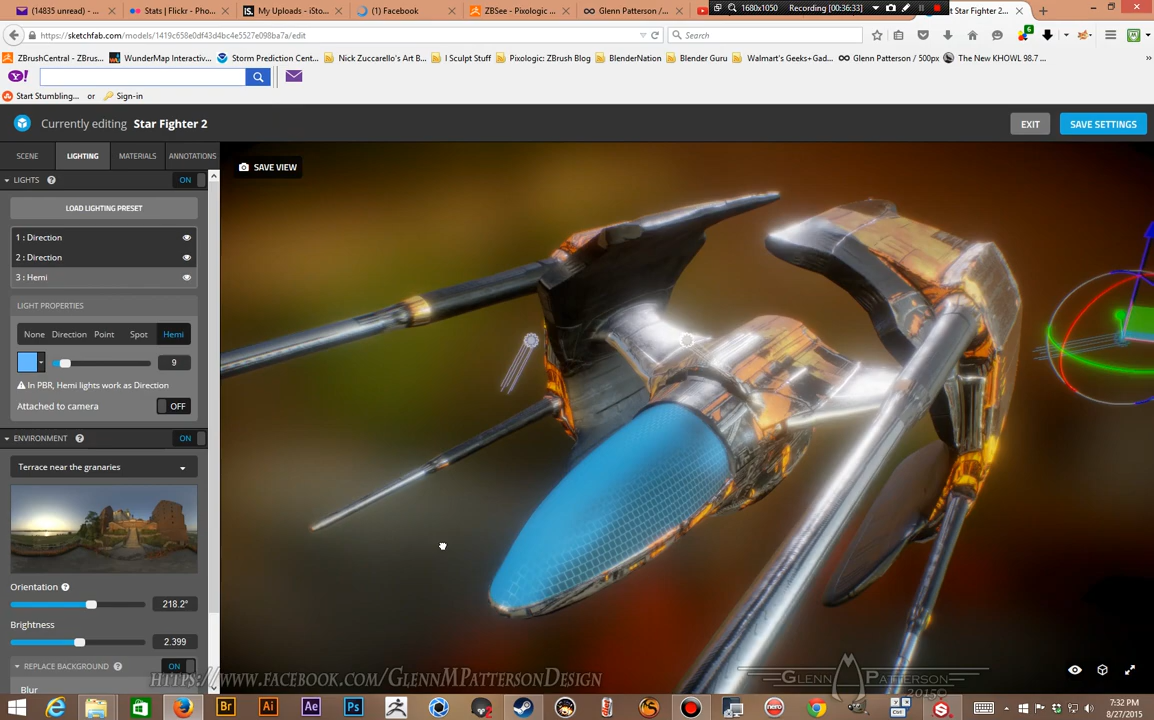 (14835 unread) - ...
Stats | Flickr - Pho...
My Uploads - iSto...
(1) Facebook
ZBSee - Pixologic ...
Glenn Patterson /...
1680x1050
Recording [00:36:33]
t Star Fighter 2...
https://sketchfab.com/models/1419c658e0df43d4bc4e5527e098ba7a/edit
Search
6
ZBrushCentral - ZBrus...
WunderMap Interactiv...
Storm Prediction Cent...
Nick Zuccarello's Art B...
I Sculpt Stuff
Pixologic: ZBrush Blog
BlenderNation
Blender Guru
Walmart's Geeks+Gad...
Glenn Patterson / 500px
The New KHOWL 98.7 ...
Y!
Start Stumbling...
or
Sign-in
Currently editing Star Fighter 2
EXIT
SAVE SETTINGS
SCENE
LIGHTING
MATERIALS
ANNOTATIONS
SAVE VIEW
LIGHTS ?
ON
LOAD LIGHTING PRESET
1 : Direction
2 : Direction
3 : Hemi
LIGHT PROPERTIES
None
Direction
Point
Spot
Hemi
9
In PBR, Hemi lights work as Direction
Attached to camera
OFF
ENVIRONMENT ?
ON
Terrace near the granaries
Orientation ?
218.2°
Brightness
2.399
REPLACE BACKGROUND ?
ON
Blur
https://www.facebook.com/GlennMPattersonDesign
Glenn Patterson
2015©
Br
Ai
Ae
Ps
nero
7:32 PM
8/27/2015